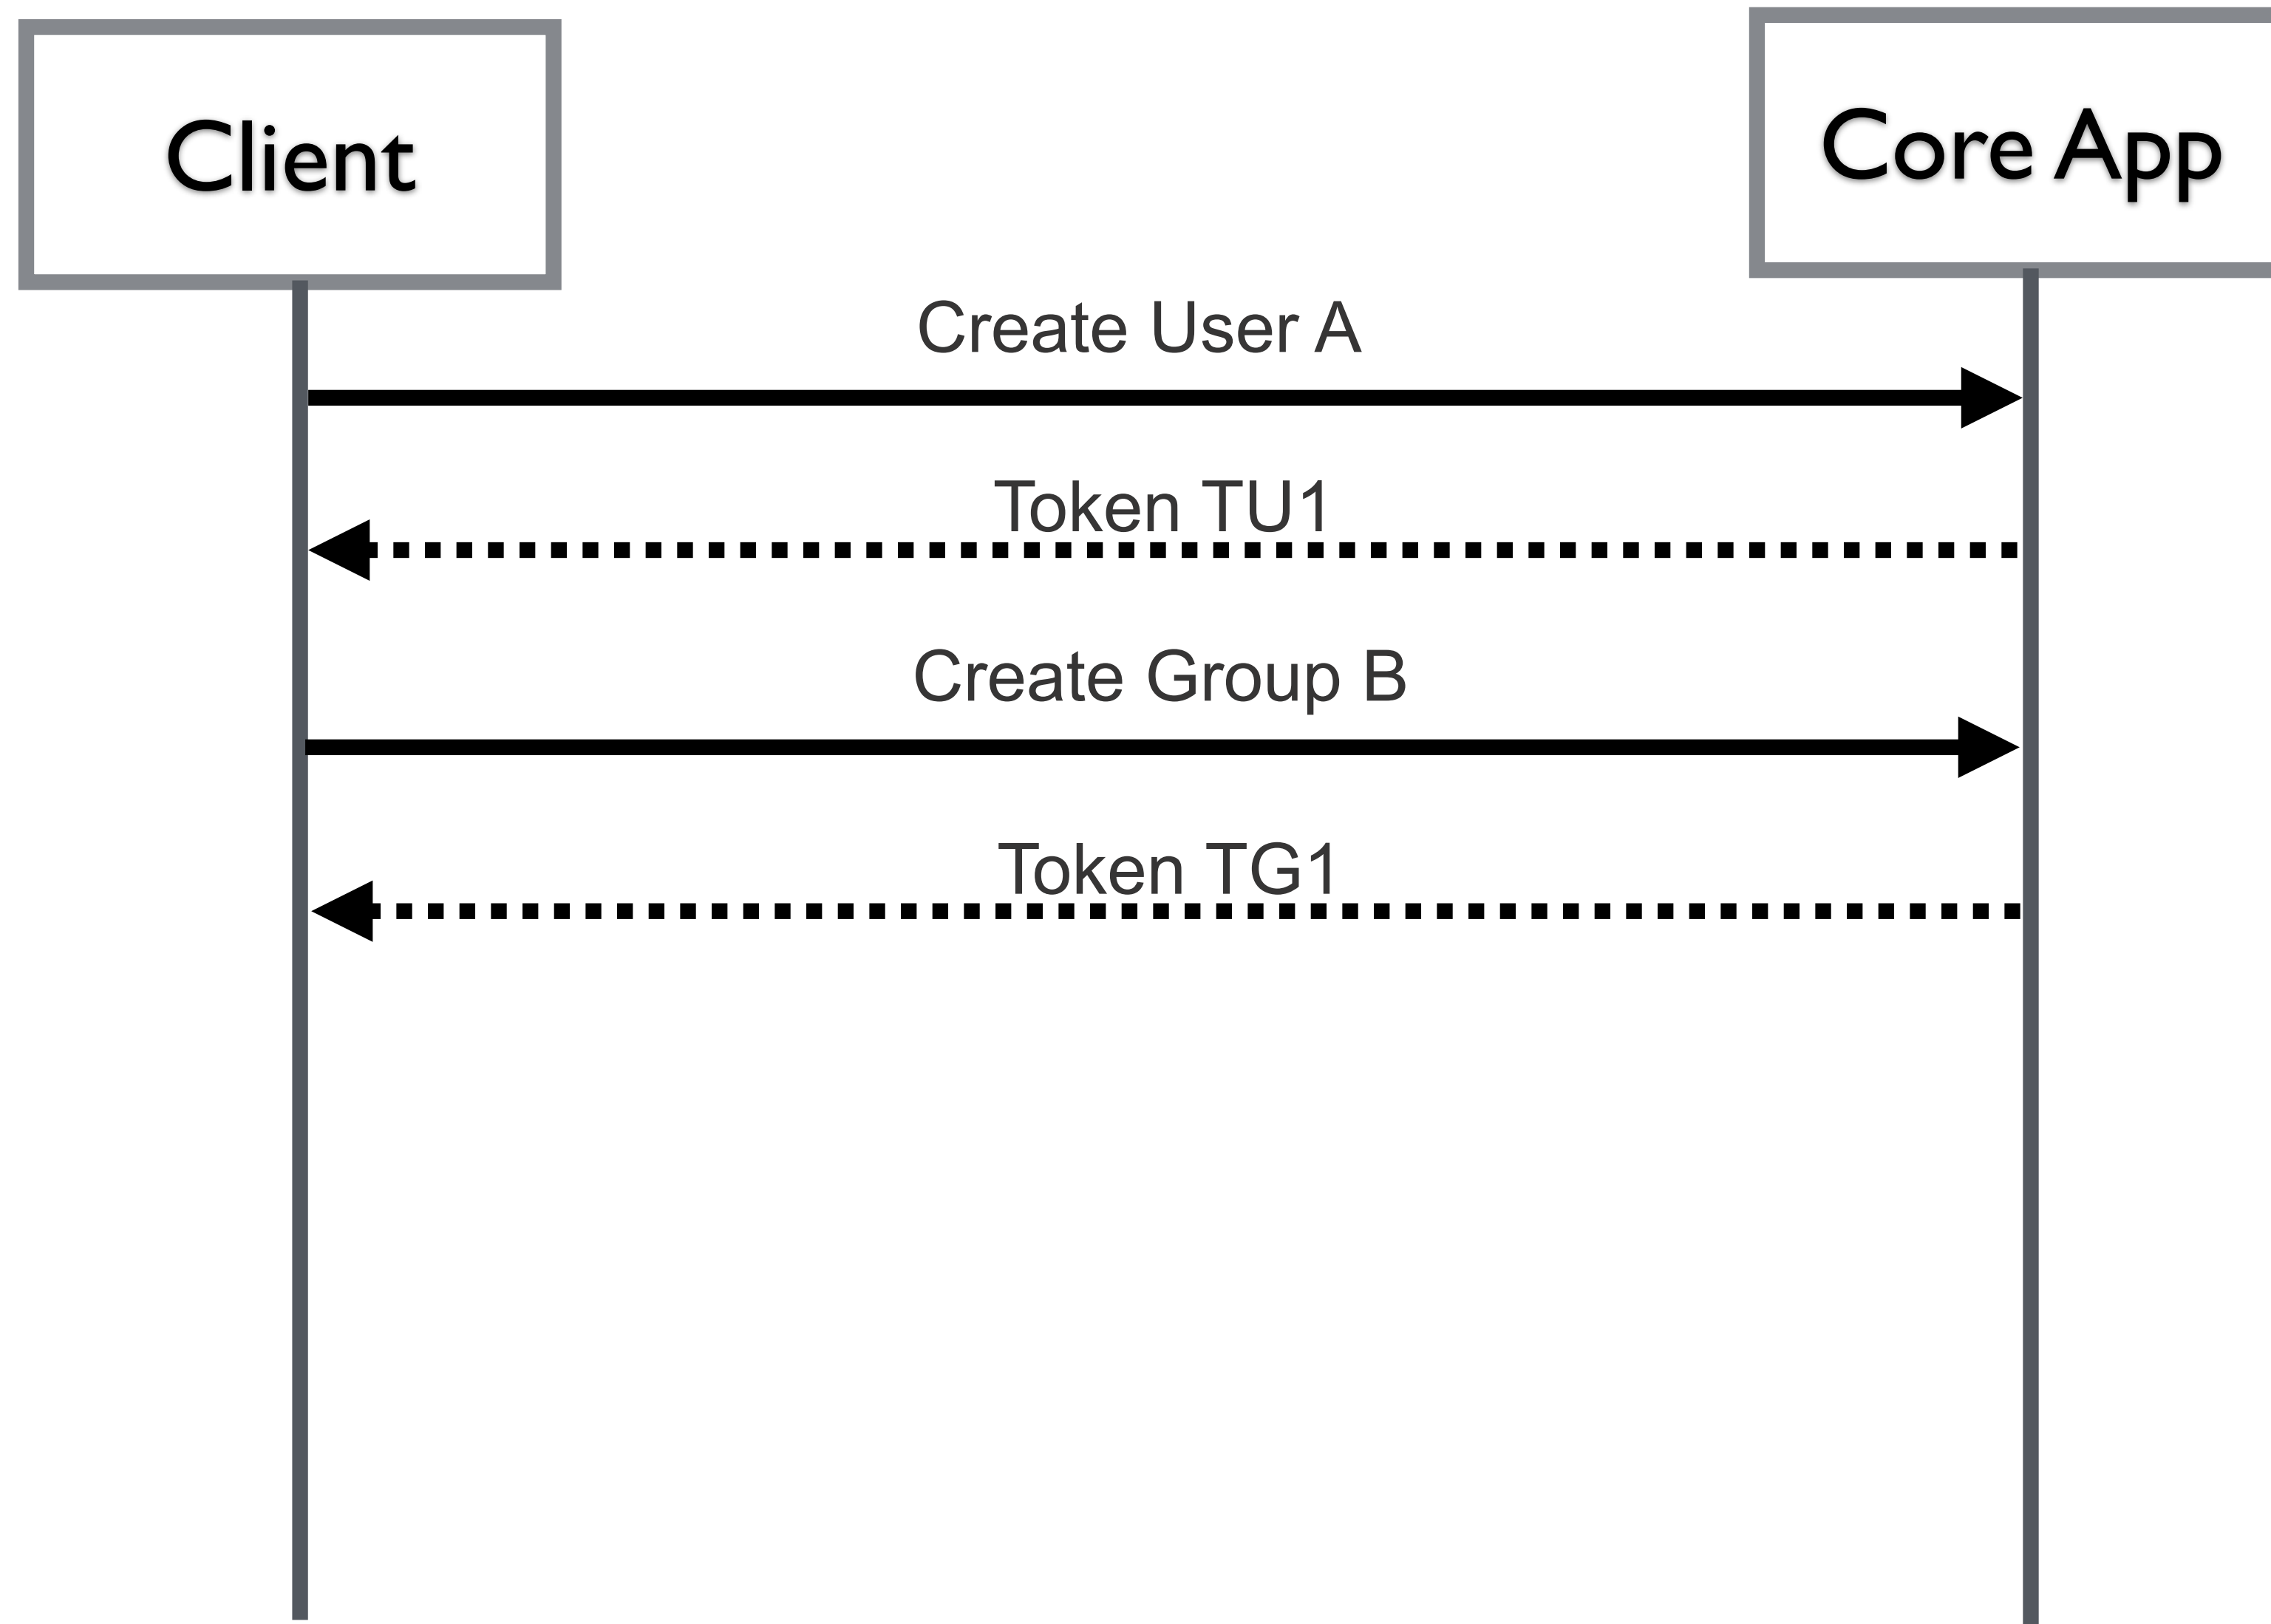 Client
Core App
Create User A
Token TU1
Create Group B
Token TG1